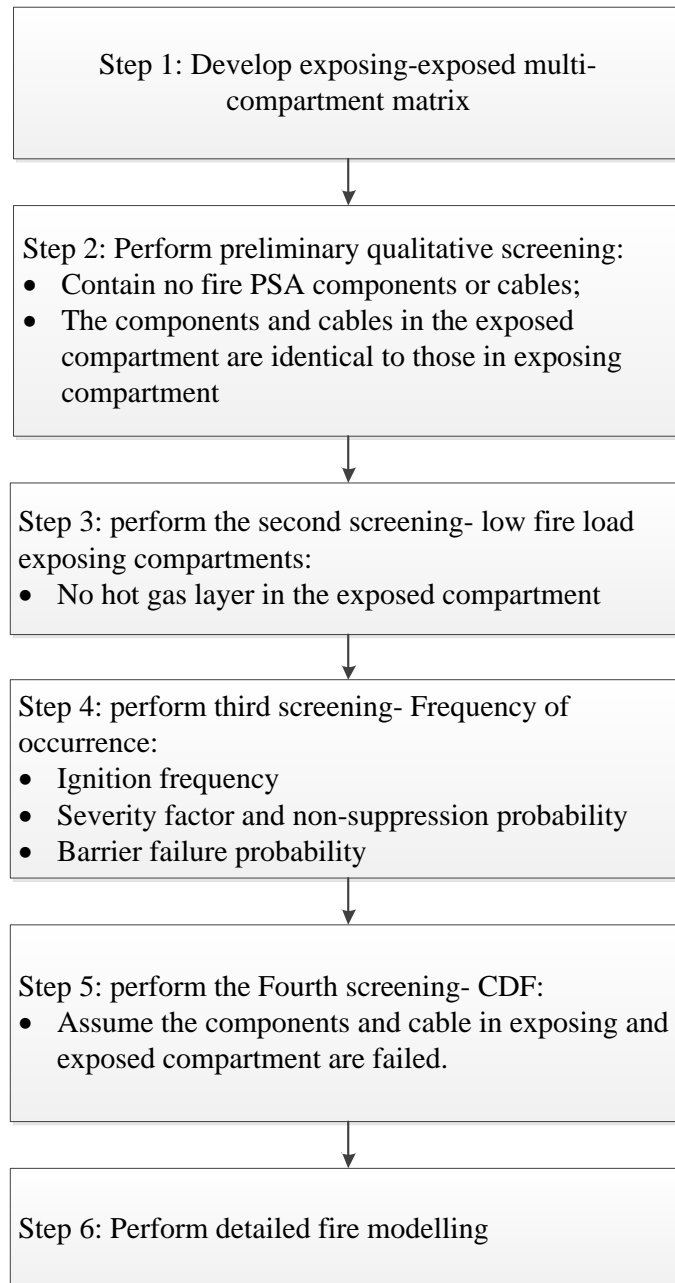 Step 1: Develop exposing-exposed multi-
compartment matrix
Step 2: Perform preliminary qualitative screening:
• Contain no fire PSA components or cables;
• The components and cables in the exposed
compartment are identical to those in exposing
compartment
Step 3: perform the second screening- low fire load
exposing compartments:
• No hot gas layer in the exposed compartment
Step 4: perform third screening- Frequency of
occurrence:
• Ignition frequency
• Severity factor and non-suppression probability
• Barrier failure probability
Step 5: perform the Fourth screening- CDF:
• Assume the components and cable in exposing and
exposed compartment are failed.
Step 6: Perform detailed fire modelling